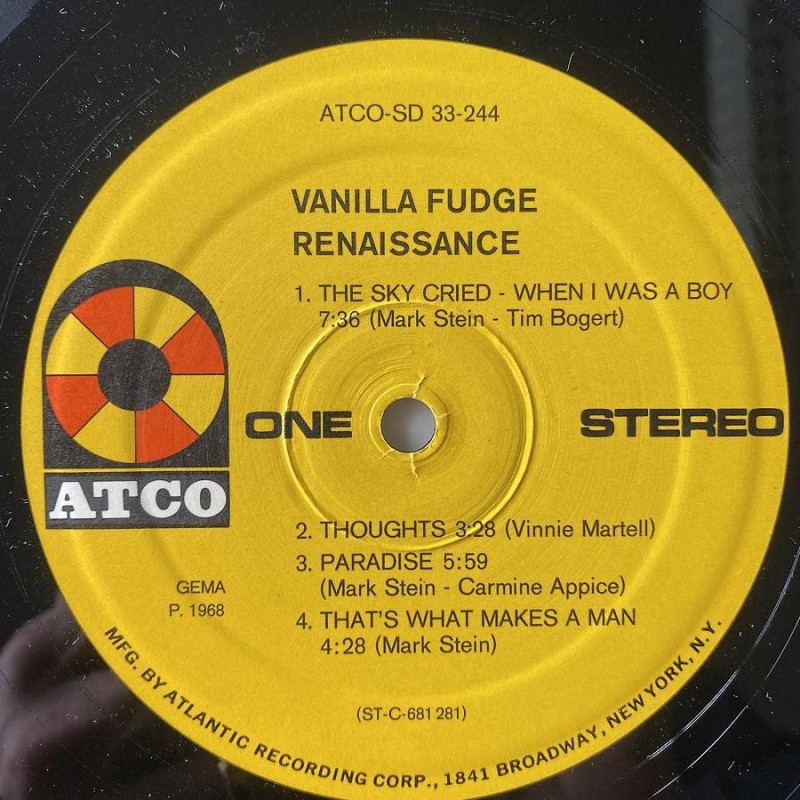 ATCO-SD 33-244
VANILLA FUDGE
RENAISSANCE
1. THE SKY CRIED - WHEN I WAS A BOY
7:36 (Mark Stein - Tim Bogert)
ONE
STEREO
ATCO
2. THOUGHTS 3:28 (Vinnie Martell)
3. PARADISE 5:59
(Mark Stein - Carmine Appice)
4. THAT'S WHAT MAKES A MAN
4:28 (Mark Stein)
GEMA
P. 1968
(ST-C-681 281)
MFG. BY ATLANTIC RECORDING CORP., 1841 BROADWAY, NEW YORK, N.Y.